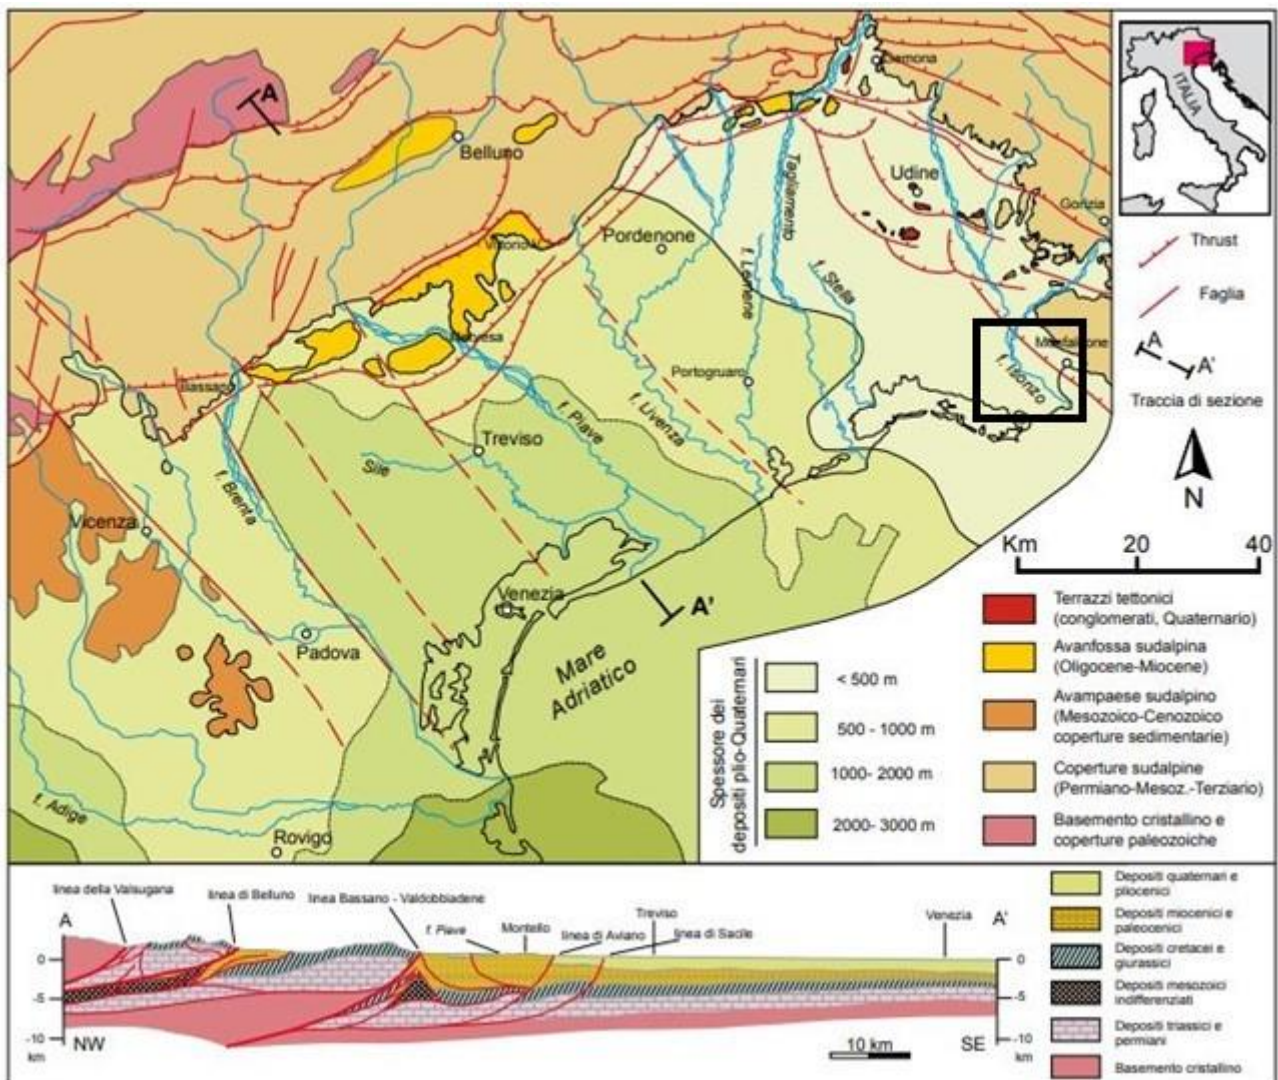 A
Belluno
Gemona
Udine
Tagliamento
Gorizia
Vittorio V.
Pordenone
f. Lemene
f. Stella
Bassano
Portogruaro
Monfalcone
f. Isonzo
f. Livenza
f. Piave
Treviso
Sile
f. Brenta
Vicenza
Padova
Venezia
A'
Mare
Adriatico
f. Adige
Rovigo
ITALIA
Thrust
Faglia
A
A'
Traccia di sezione
N
Km 20 40
Spessore dei
depositi plio-Quaternari
< 500 m
500 - 1000 m
1000- 2000 m
2000- 3000 m
Terrazzi tettonici
(conglomerati, Quaternario)
Avanfossa sudalpina
(Oligocene-Miocene)
Avampaese sudalpino
(Mesozoico-Cenozoico
coperture sedimentarie)
Coperture sudalpine
(Permiano-Mesoz.-Terziario)
Basemento cristallino e
coperture paleozoiche
linea della Valsugana
linea di Belluno
linea Bassano - Valdobbiadene
f. Piave
Montello
linea di Aviano
Treviso
linea di Sacile
Venezia
A
A'
0
-5
-10
km
NW
0
-5
-10
km
SE
10 km
Depositi quaternari e
pliocenici
Depositi miocenici e
paleocenici
Depositi cretacei e
giurassici
Depositi mesozoici
indifferenziati
Depositi triassici e
permiani
Basemento cristallino